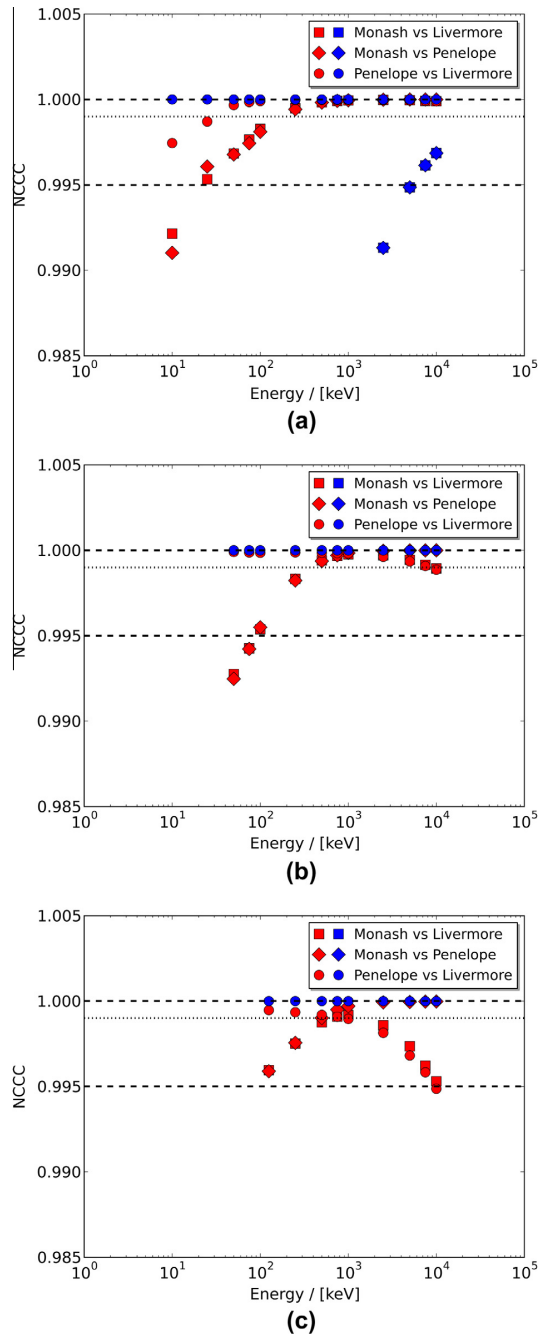 1.005
1.000
0.995
0.990
0.985
NCCC
Monash vs Livermore
Monash vs Penelope
Penelope vs Livermore
10^0 10^1 10^2 10^3 10^4 10^5
Energy / [keV]
(a)
1.005
1.000
0.995
0.990
0.985
NCCC
Monash vs Livermore
Monash vs Penelope
Penelope vs Livermore
10^0 10^1 10^2 10^3 10^4 10^5
Energy / [keV]
(b)
1.005
1.000
0.995
0.990
0.985
NCCC
Monash vs Livermore
Monash vs Penelope
Penelope vs Livermore
10^0 10^1 10^2 10^3 10^4 10^5
Energy / [keV]
(c)